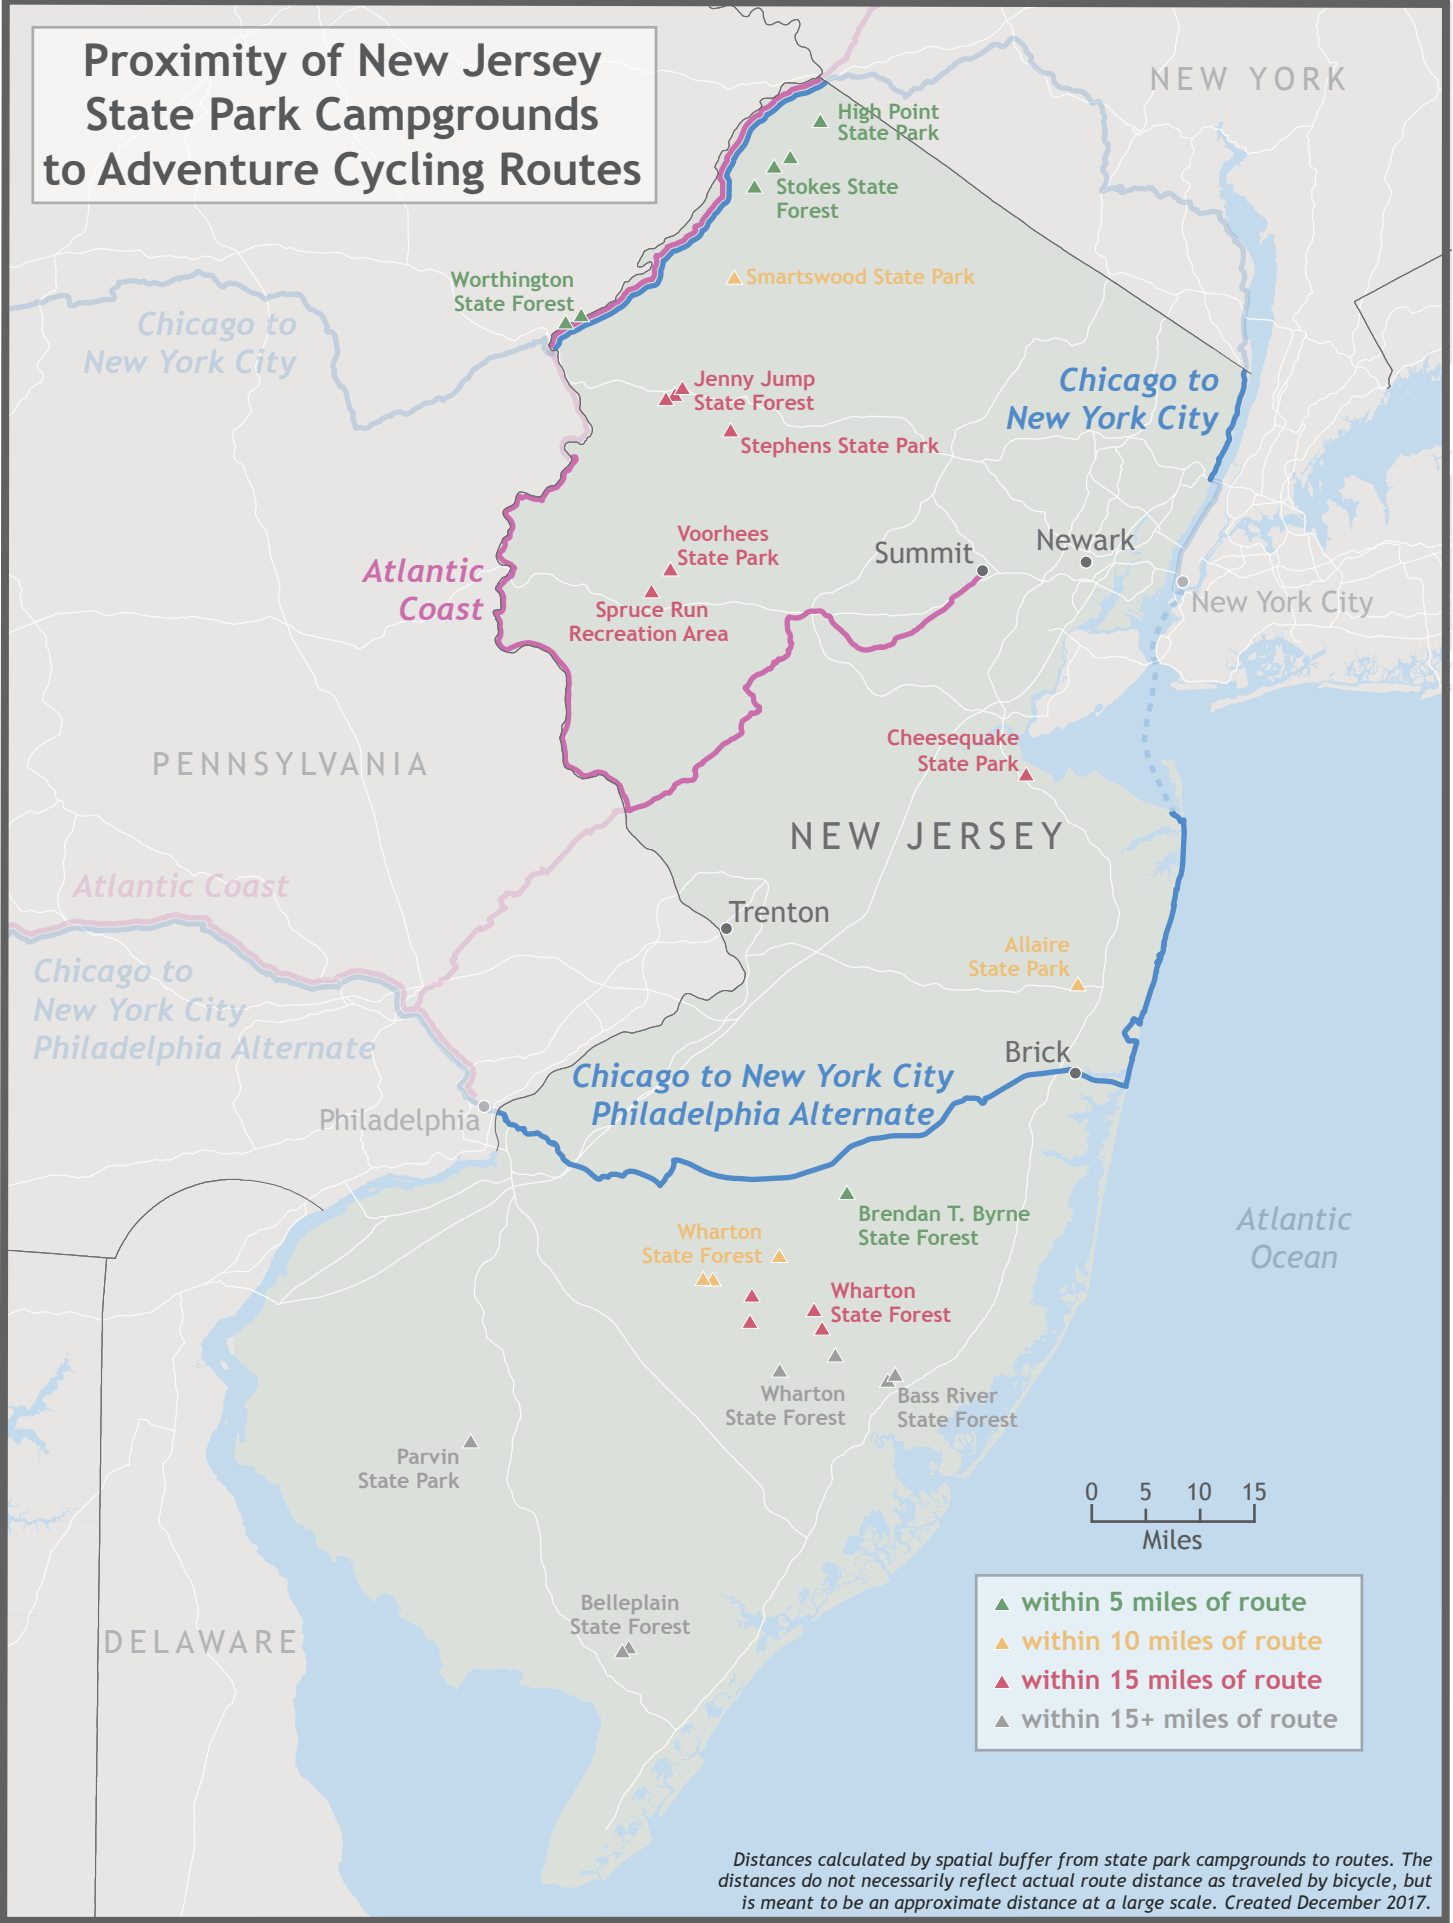 Proximity of New Jersey
State Park Campgrounds
to Adventure Cycling Routes
NEW YORK
High Point
State Park
Stokes State
Forest
Smartswood State Park
Worthington
State Forest
Chicago to
New York City
Jenny Jump
State Forest
Stephens State Park
Chicago to
New York City
Voorhees
State Park
Spruce Run
Recreation Area
Summit
Newark
New York City
Atlantic
Coast
PENNSYLVANIA
Cheesequake
State Park
NEW JERSEY
Atlantic Coast
Trenton
Allaire
State Park
Chicago to
New York City
Philadelphia Alternate
Brick
Chicago to New York City
Philadelphia Alternate
Philadelphia
Brendan T. Byrne
State Forest
Atlantic
Ocean
Wharton
State Forest
Wharton
State Forest
Wharton
State Forest
Bass River
State Forest
Parvin
State Park
Belleplain
State Forest
DELAWARE
0 5 10 15
Miles
within 5 miles of route
within 10 miles of route
within 15 miles of route
within 15+ miles of route
Distances calculated by spatial buffer from state park campgrounds to routes. The
distances do not necessarily reflect actual route distance as traveled by bicycle, but
is meant to be an approximate distance at a large scale. Created December 2017.